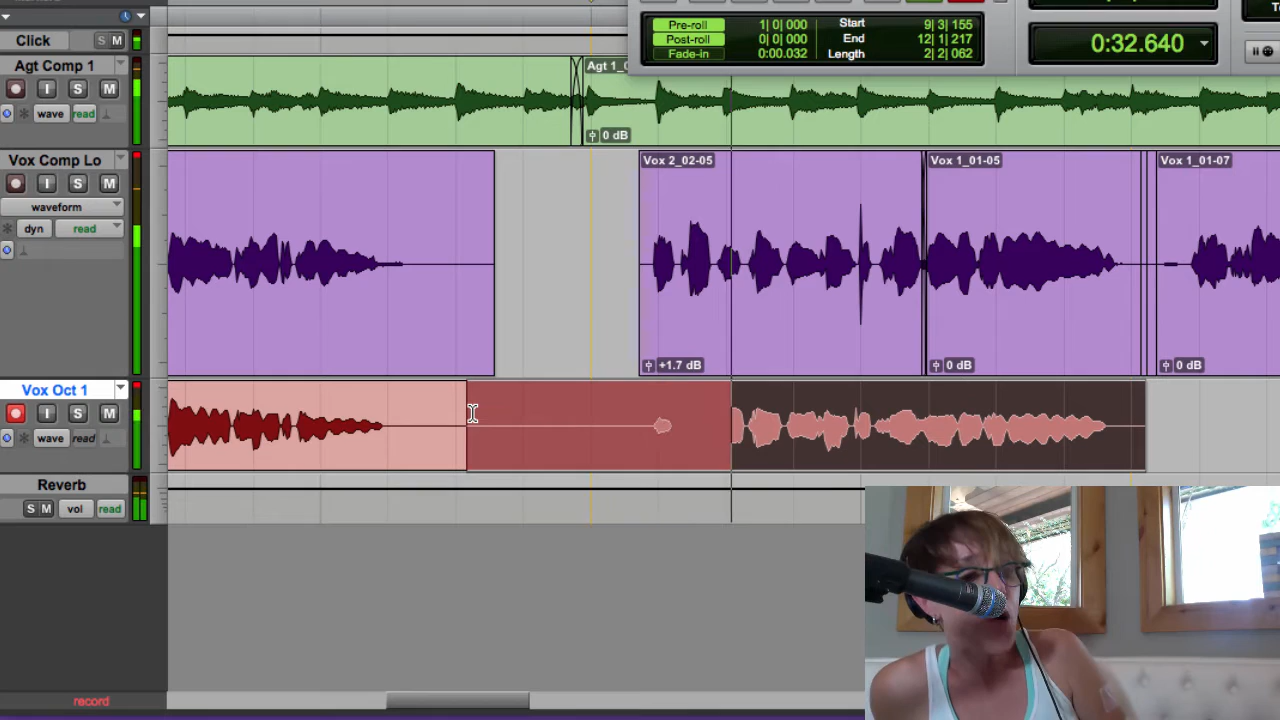 Click
S M
Pre-roll 1| 0| 000
Post-roll 0| 0| 000
Fade-in 0:00.032
Start 9| 3| 155
End 12| 1| 217
Length 2| 2| 062
0:32.640
Agt Comp 1
I S M
wave read
Agt 1_0
0 dB
Vox Comp Lo
I S M
waveform
dyn read
Vox 2_02-05
Vox 1_01-05
Vox 1_01-07
+1.7 dB
0 dB
0 dB
Vox Oct 1
I S M
wave read
Reverb
S M vol read
record